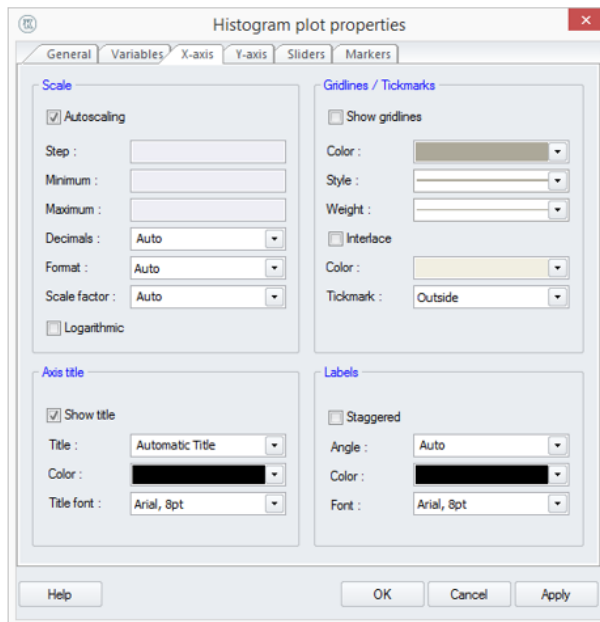 Histogram plot properties
General Variables X-axis Y-axis Sliders Markers
Scale
Autoscaling
Step :
Minimum :
Maximum :
Decimals : Auto
Format : Auto
Scale factor : Auto
Logarithmic
Gridlines / Tickmarks
Show gridlines
Color :
Style :
Weight :
Interlace
Color :
Tickmark : Outside
Axis title
Show title
Title : Automatic Title
Color :
Title font : Arial, 8pt
Labels
Staggered
Angle : Auto
Color :
Font : Arial, 8pt
Help OK Cancel Apply